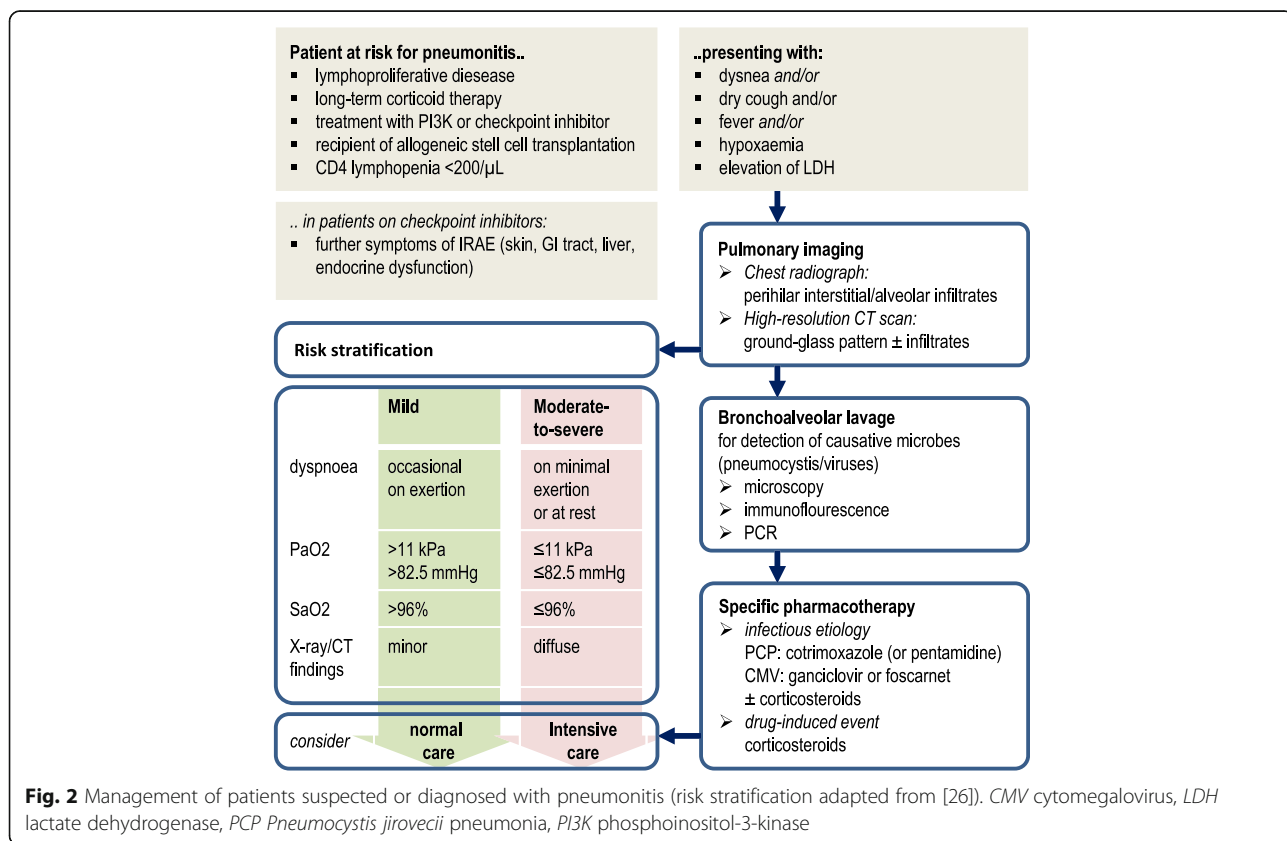 Patient at risk for pneumonitis..
▪ lymphoproliferative diesease
▪ long-term corticoid therapy
▪ treatment with PI3K or checkpoint inhibitor
▪ recipient of allogeneic stell cell transplantation
▪ CD4 lymphopenia <200/µL
.. in patients on checkpoint inhibitors:
▪ further symptoms of IRAE (skin, GI tract, liver,
endocrine dysfunction)
..presenting with:
▪ dysnea and/or
▪ dry cough and/or
▪ fever and/or
▪ hypoxaemia
▪ elevation of LDH
Pulmonary imaging
➢ Chest radiograph:
perihilar interstitial/alveolar infiltrates
➢ High-resolution CT scan:
ground-glass pattern ± infiltrates
Risk stratification
Mild
Moderate-
to-severe
dyspnoea
occasional
on exertion
on minimal
exertion
or at rest
PaO2
>11 kPa
>82.5 mmHg
≤11 kPa
≤82.5 mmHg
SaO2
>96%
≤96%
X-ray/CT
findings
minor
diffuse
Bronchoalveolar lavage
for detection of causative microbes
(pneumocystis/viruses)
➢ microscopy
➢ immunoflourescence
➢ PCR
Specific pharmacotherapy
➢ infectious etiology
PCP: cotrimoxazole (or pentamidine)
CMV: ganciclovir or foscarnet
± corticosteroids
➢ drug-induced event
corticosteroids
consider
normal
care
Intensive
care
Fig. 2 Management of patients suspected or diagnosed with pneumonitis (risk stratification adapted from [26]). CMV cytomegalovirus, LDH
lactate dehydrogenase, PCP Pneumocystis jirovecii pneumonia, PI3K phosphoinositol-3-kinase